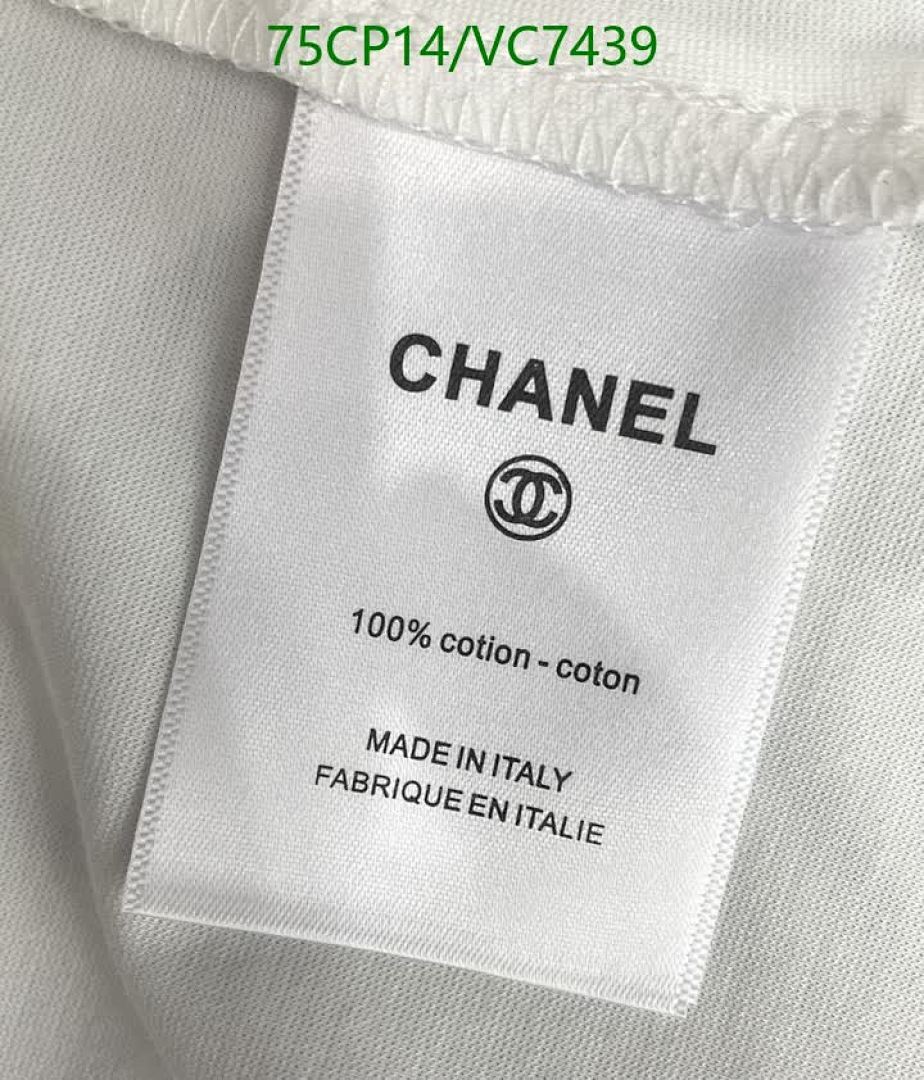 75CP14/VC7439
CHANEL
100% cotion - coton
MADE IN ITALY
FABRIQUE EN ITALIE